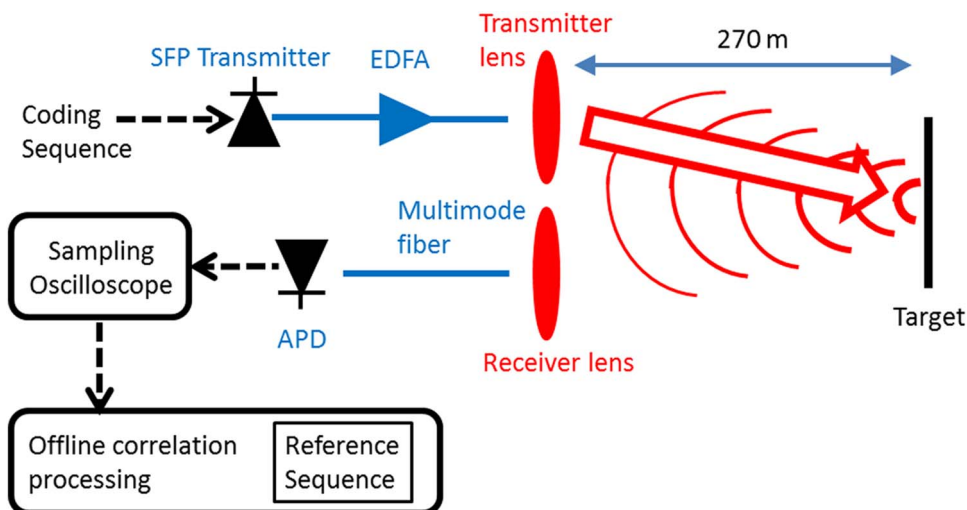 Transmitter
lens
270 m
SFP Transmitter
EDFA
Coding
Sequence
Multimode
fiber
Sampling
Oscilloscope
APD
Target
Receiver lens
Offline correlation
processing
Reference
Sequence